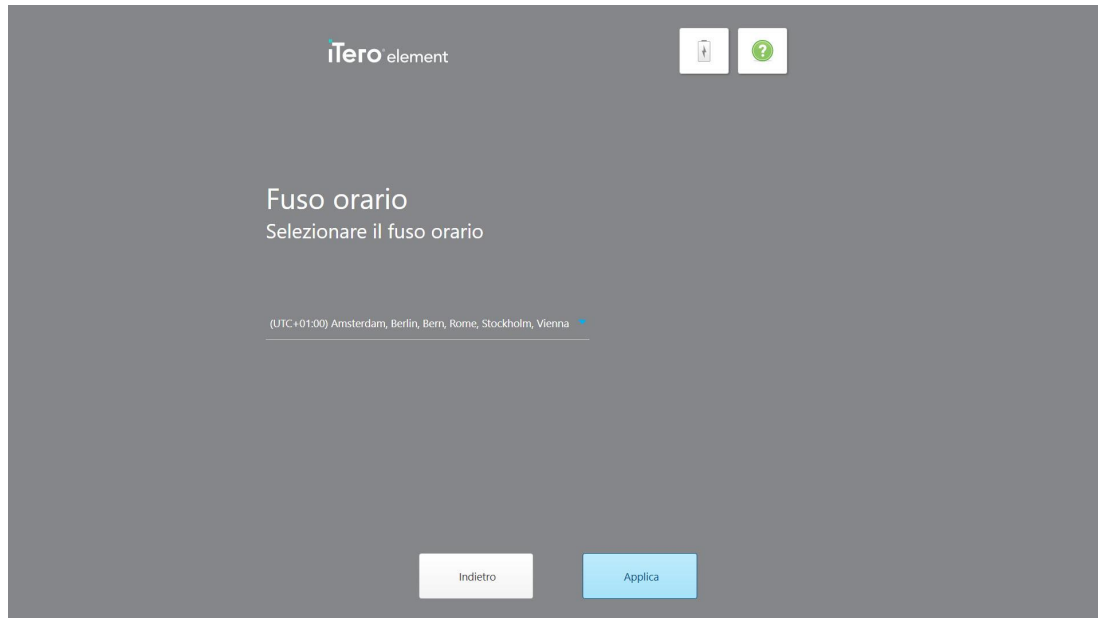 iTero element
?
Fuso orario
Selezionare il fuso orario
(UTC+01:00) Amsterdam, Berlin, Bern, Rome, Stockholm, Vienna
Indietro
Applica